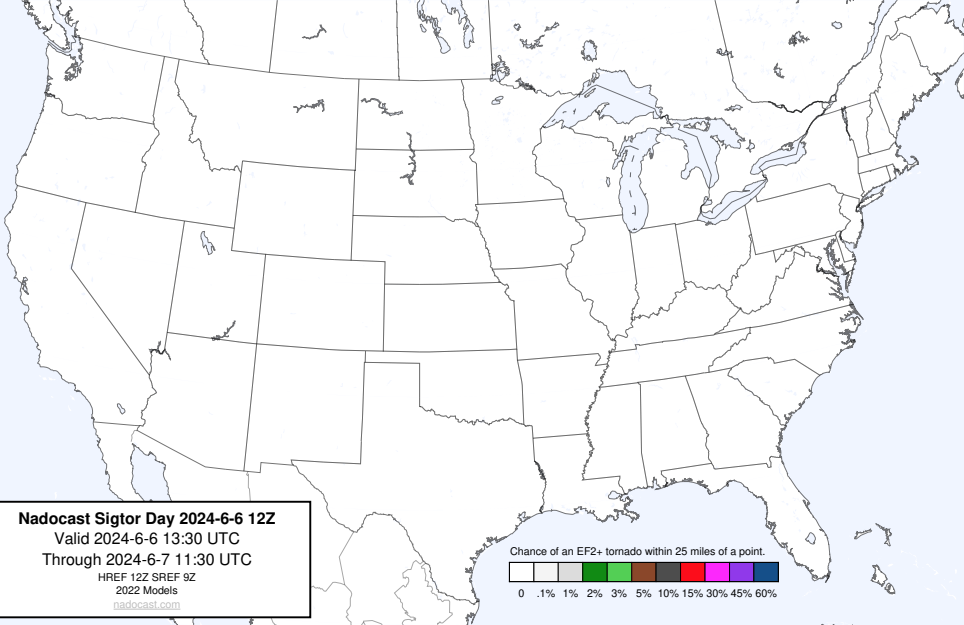 Nadocast Sigtor Day 2024-6-6 12Z
Valid 2024-6-6 13:30 UTC
Through 2024-6-7 11:30 UTC
HREF 12Z SREF 9Z
2022 Models
nadocast.com
Chance of an EF2+ tornado within 25 miles of a point.
0 .1% 1% 2% 3% 5% 10% 15% 30% 45% 60%